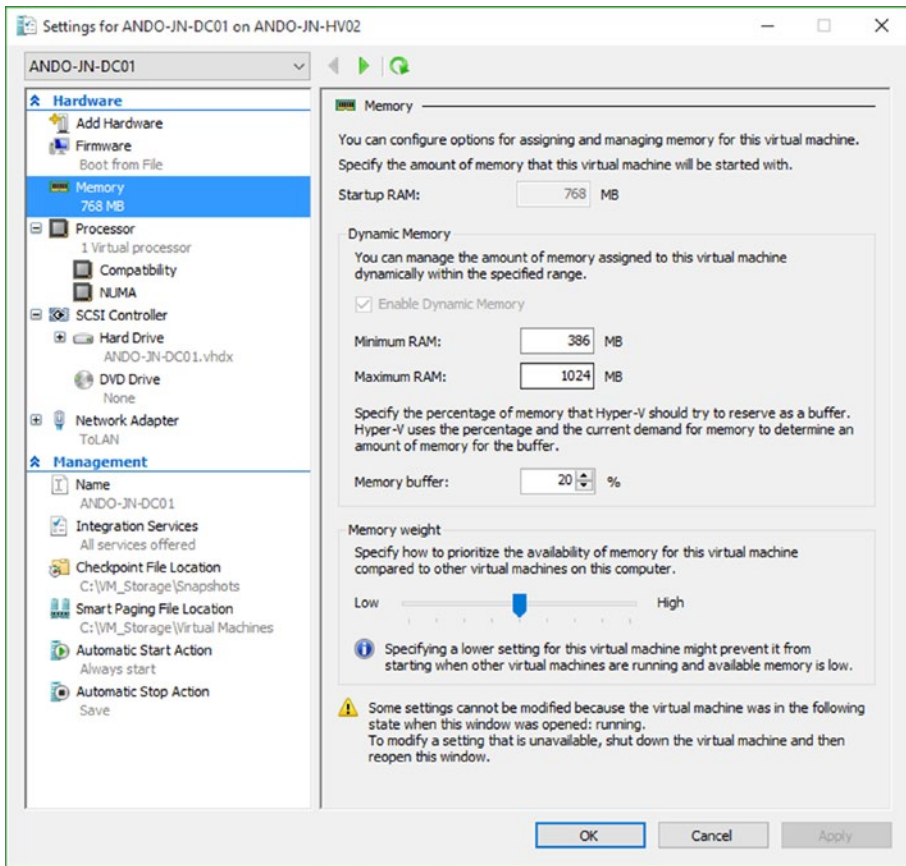 Settings for ANDO-JN-DC01 on ANDO-JN-HV02
ANDO-JN-DC01
Hardware
Add Hardware
Firmware
Boot from File
Memory
768 MB
Processor
1 Virtual processor
Compatibility
NUMA
SCSI Controller
Hard Drive
ANDO-JN-DC01.vhdx
DVD Drive
None
Network Adapter
ToLAN
Management
Name
ANDO-JN-DC01
Integration Services
All services offered
Checkpoint File Location
C:\VM_Storage\Snapshots
Smart Paging File Location
C:\VM_Storage\Virtual Machines
Automatic Start Action
Always start
Automatic Stop Action
Save
Memory
You can configure options for assigning and managing memory for this virtual machine.
Specify the amount of memory that this virtual machine will be started with.
Startup RAM: 768 MB
Dynamic Memory
You can manage the amount of memory assigned to this virtual machine
dynamically within the specified range.
Enable Dynamic Memory
Minimum RAM: 386 MB
Maximum RAM: 1024 MB
Specify the percentage of memory that Hyper-V should try to reserve as a buffer.
Hyper-V uses the percentage and the current demand for memory to determine an
amount of memory for the buffer.
Memory buffer: 20 %
Memory weight
Specify how to prioritize the availability of memory for this virtual machine
compared to other virtual machines on this computer.
Low High
Specifying a lower setting for this virtual machine might prevent it from
starting when other virtual machines are running and available memory is low.
Some settings cannot be modified because the virtual machine was in the following
state when this window was opened: running.
To modify a setting that is unavailable, shut down the virtual machine and then
reopen this window.
OK Cancel Apply